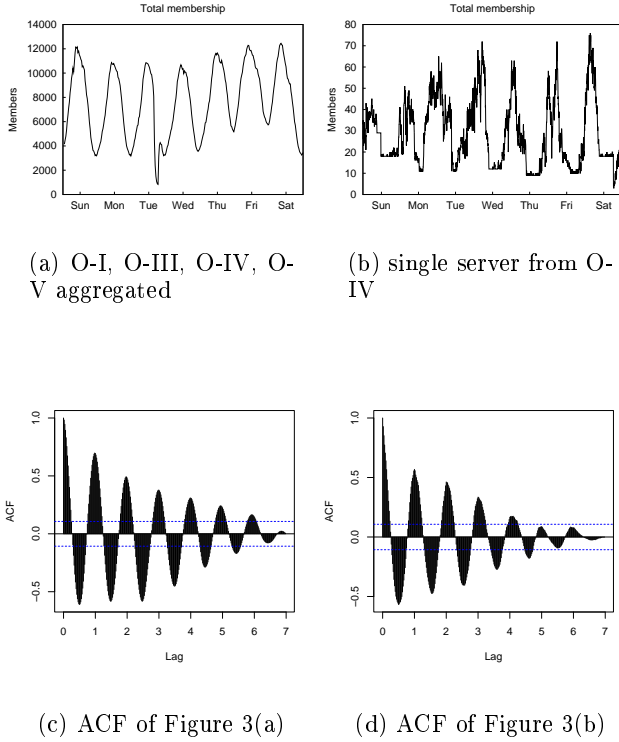 Total membership
14000
12000
10000
8000
6000
4000
2000
0
Members
Sun Mon Tue Wed Thu Fri Sat
(a) O-I, O-III, O-IV, O-
V aggregated
Total membership
80
70
60
50
40
30
20
10
0
Members
Sun Mon Tue Wed Thu Fri Sat
(b) single server from O-
IV
1.0
0.5
0.0
−0.5
ACF
0 1 2 3 4 5 6 7
Lag
(c) ACF of Figure 3(a)
1.0
0.5
0.0
−0.5
ACF
0 1 2 3 4 5 6 7
Lag
(d) ACF of Figure 3(b)